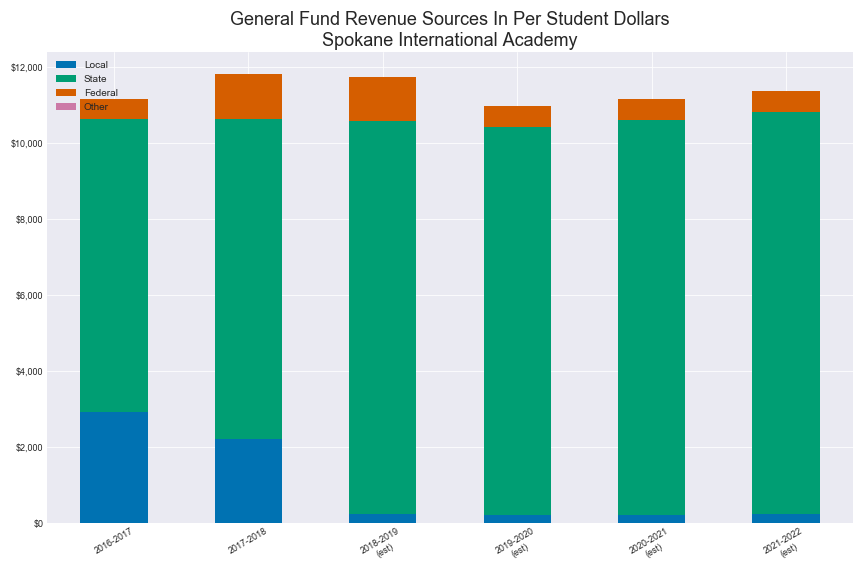 General Fund Revenue Sources In Per Student Dollars
Spokane International Academy
$12,000
$10,000
$8,000
$6,000
$4,000
$2,000
$0
Local
State
Federal
Other
2016-2017
2017-2018
2018-2019
(est)
2019-2020
(est)
2020-2021
(est)
2021-2022
(est)